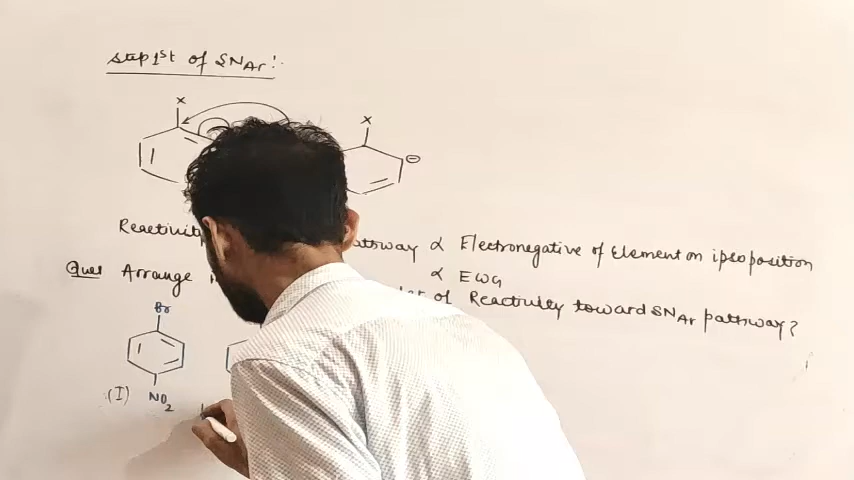 Step 1st of SNAr:
X
X
⊖
Reactivity athway ∝ Electronegative of Element on ipso position
∝ EWG
Ques Arrange of Reactivity toward SNAr pathway?
Br
(I) NO2